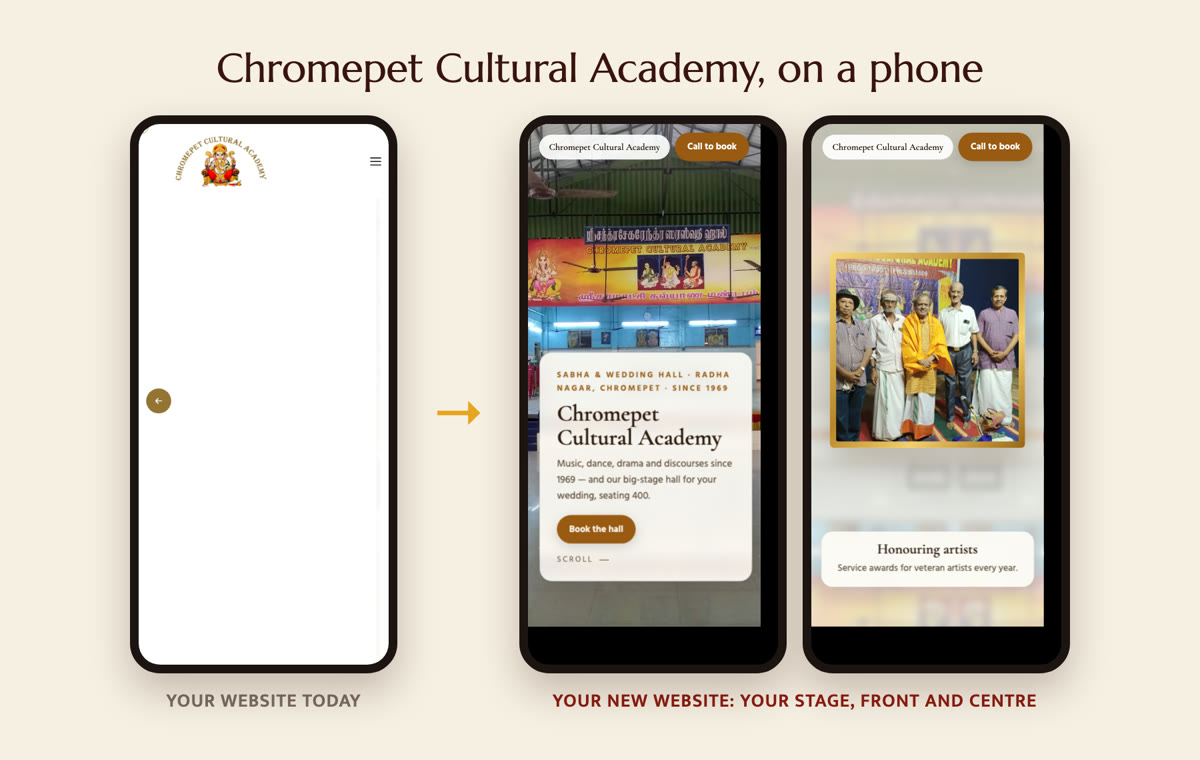 Chromepet Cultural Academy, on a phone
CHROMEPET CULTURAL ACADEMY
Chromepet Cultural Academy
Call to book
CHROMEPET CULTURAL ACADEMY
SABHA & WEDDING HALL · RADHA
NAGAR, CHROMEPET · SINCE 1969
Chromepet
Cultural Academy
Music, dance, drama and discourses since
1969 — and our big-stage hall for your
wedding, seating 400.
Book the hall
SCROLL —
Chromepet Cultural Academy
Call to book
Honouring artists
Service awards for veteran artists every year.
YOUR WEBSITE TODAY
YOUR NEW WEBSITE: YOUR STAGE, FRONT AND CENTRE